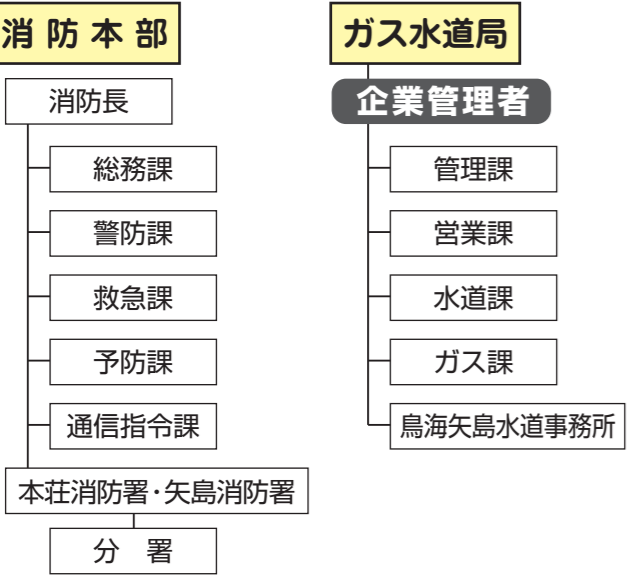 消防本部
消防長
総務課
警防課
救急課
予防課
通信指令課
本荘消防署・矢島消防署
分　署
ガス水道局
企業管理者
管理課
営業課
水道課
ガス課
鳥海矢島水道事務所